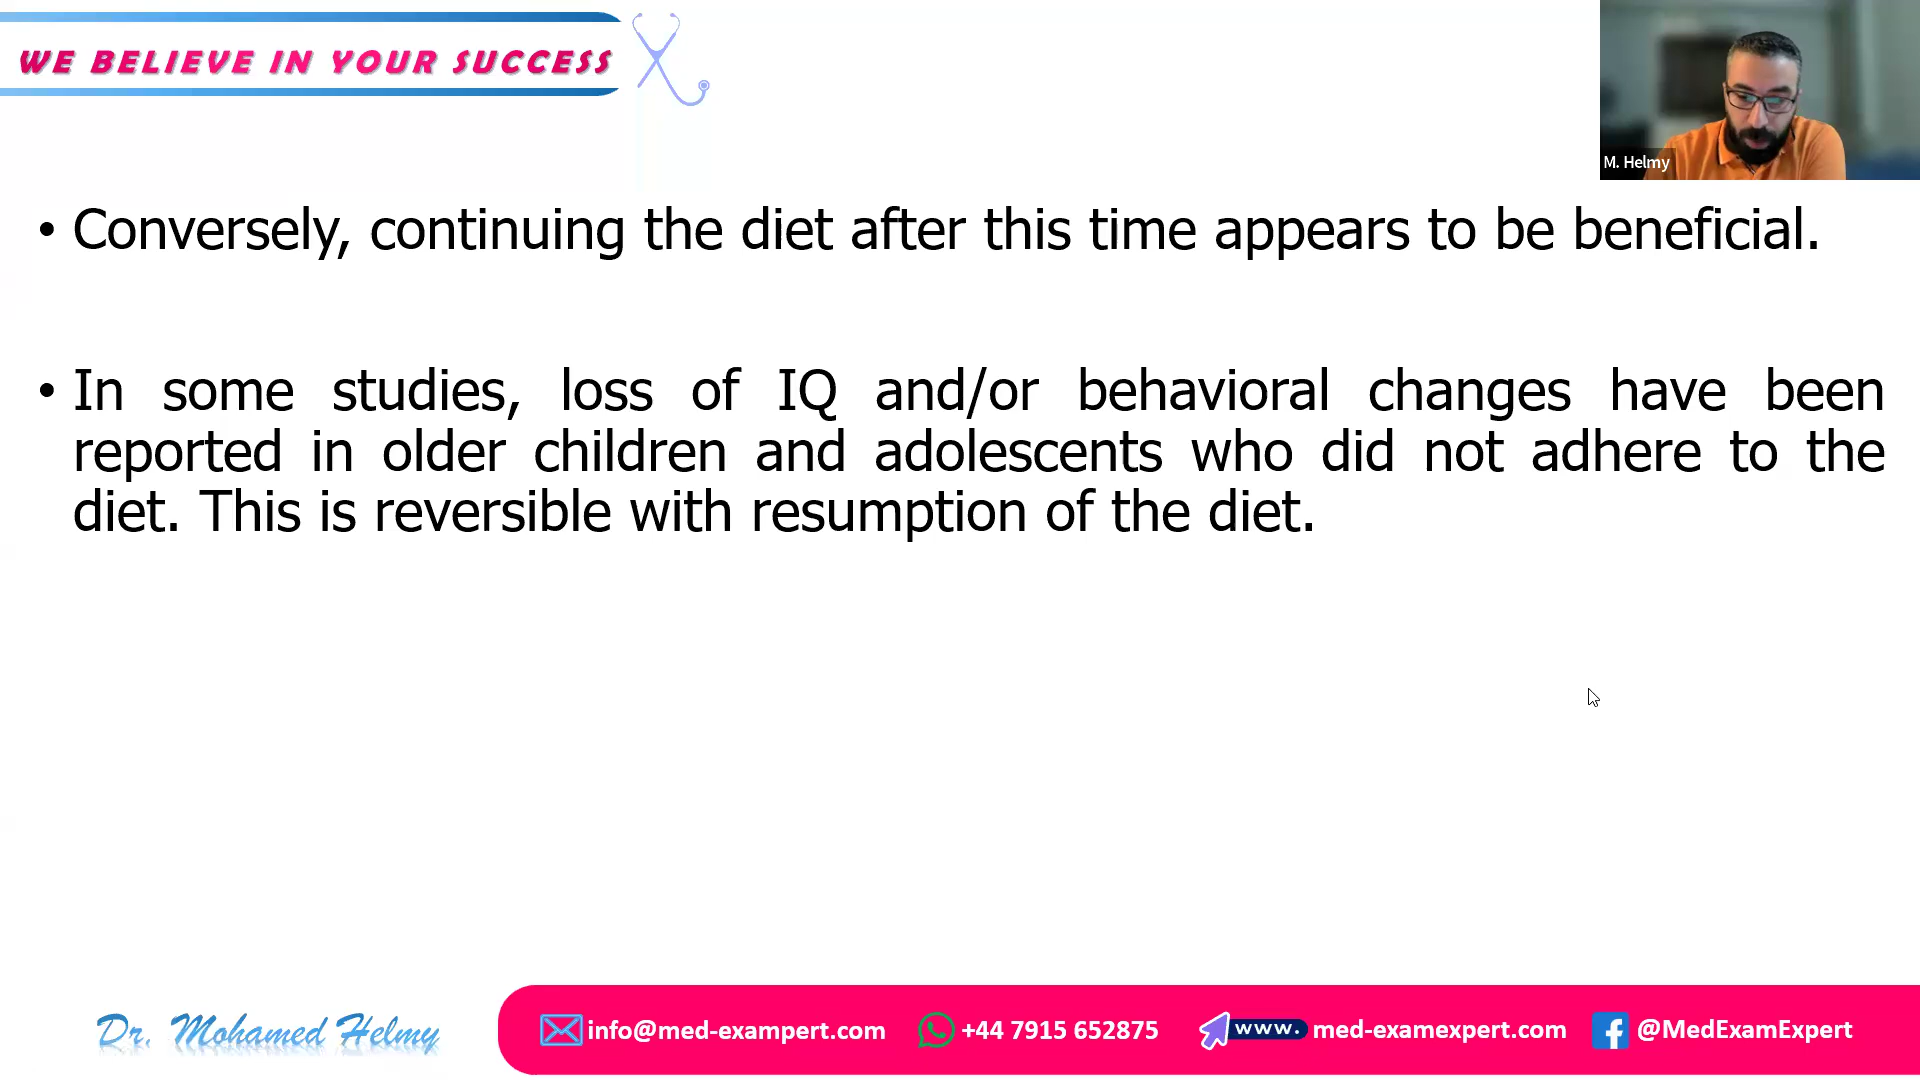 WE BELIEVE IN YOUR SUCCESS
M. Helmy
• Conversely, continuing the diet after this time appears to be beneficial.
• In some studies, loss of IQ and/or behavioral changes have been
reported in older children and adolescents who did not adhere to the
diet. This is reversible with resumption of the diet.
Dr. Mohamed Helmy
info@med-exampert.com
+44 7915 652875
www. med-examexpert.com
@MedExamExpert